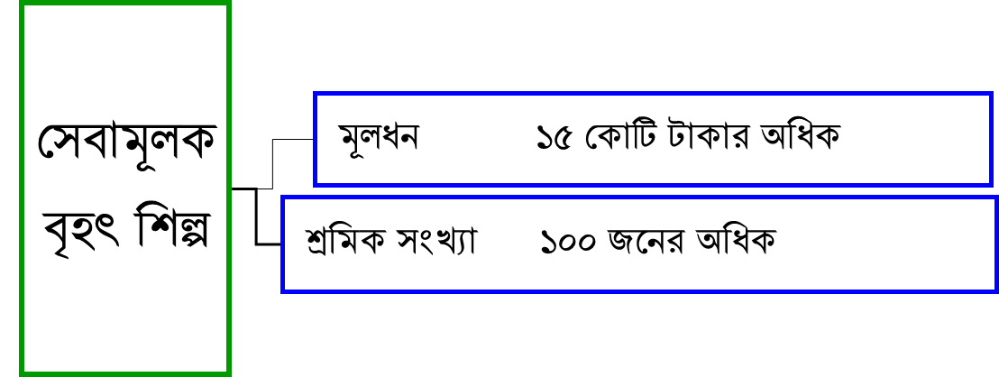 সেবামূলক
বৃহৎ শিল্প
মূলধন ১৫ কোটি টাকার অধিক
শ্রমিক সংখ্যা ১০০ জনের অধিক